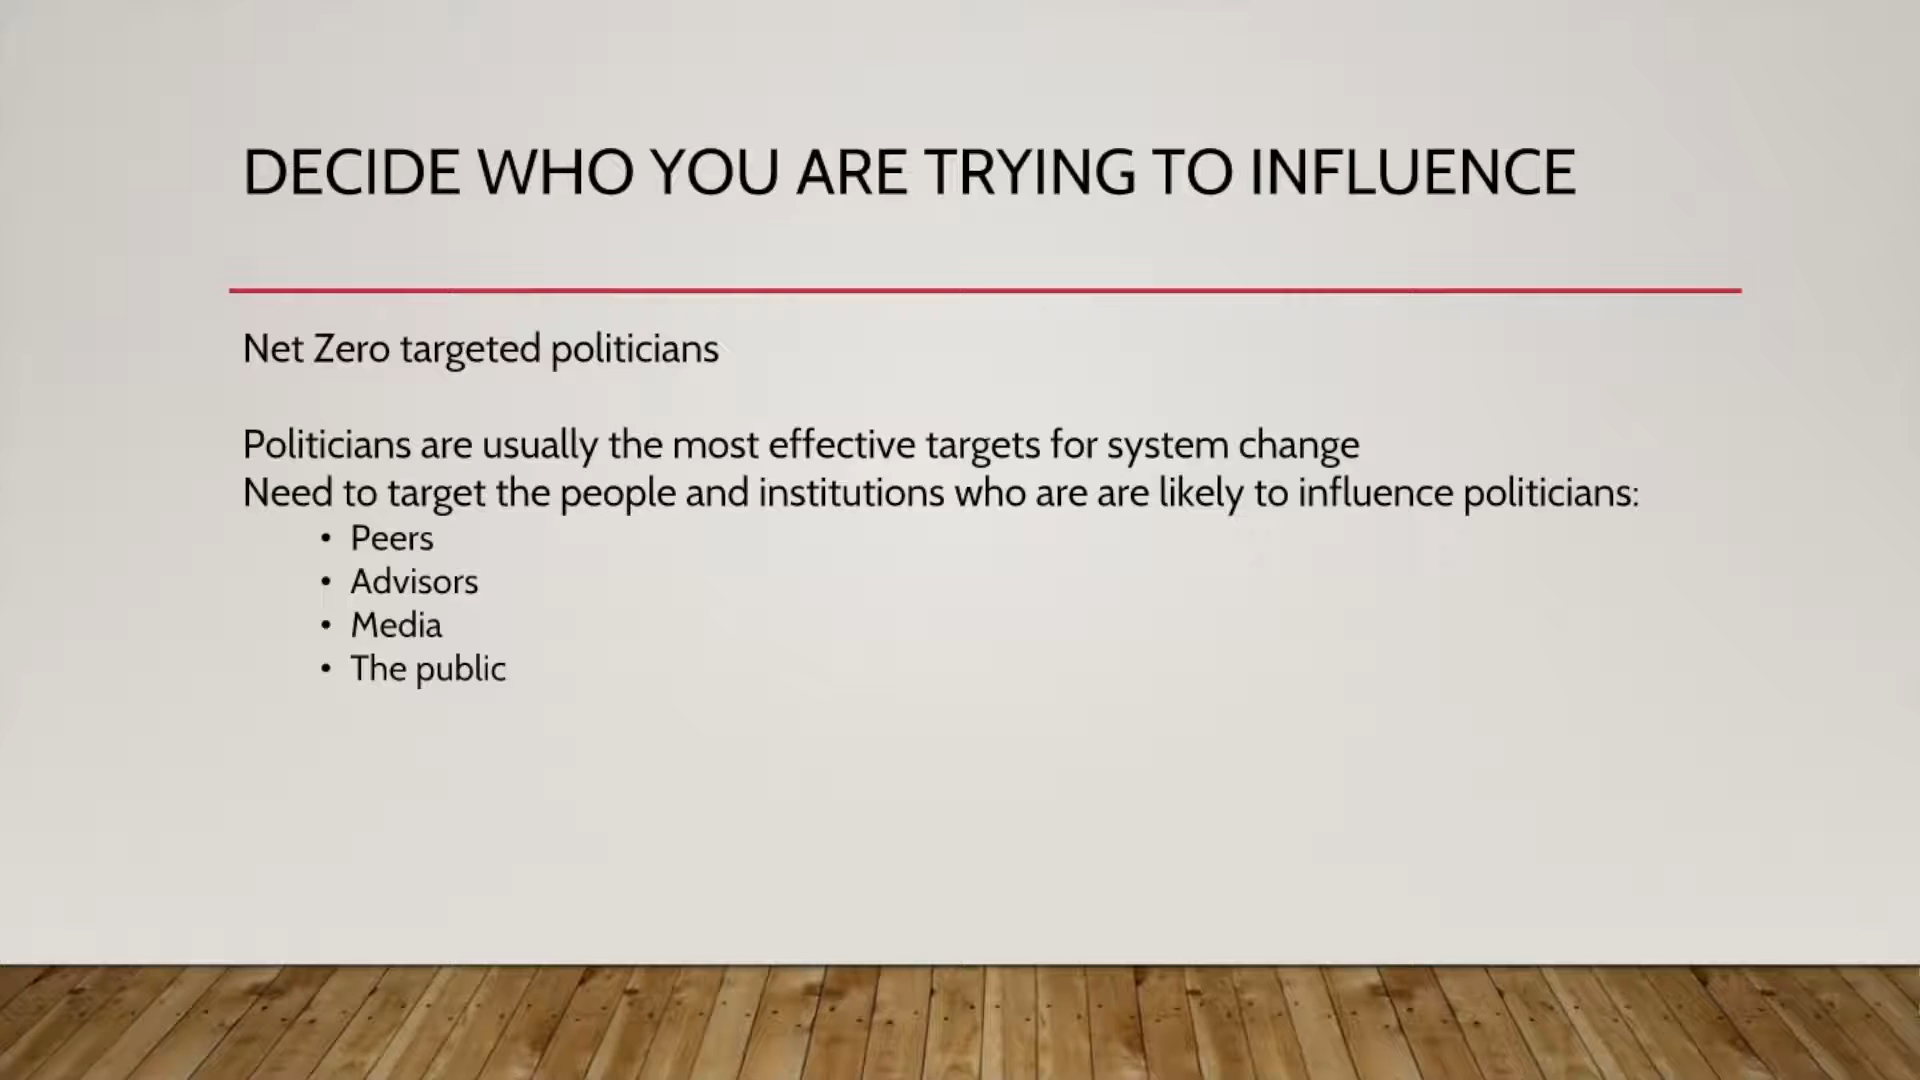 DECIDE WHO YOU ARE TRYING TO INFLUENCE
Net Zero targeted politicians
Politicians are usually the most effective targets for system change
Need to target the people and institutions who are are likely to influence politicians:
• Peers
• Advisors
• Media
• The public